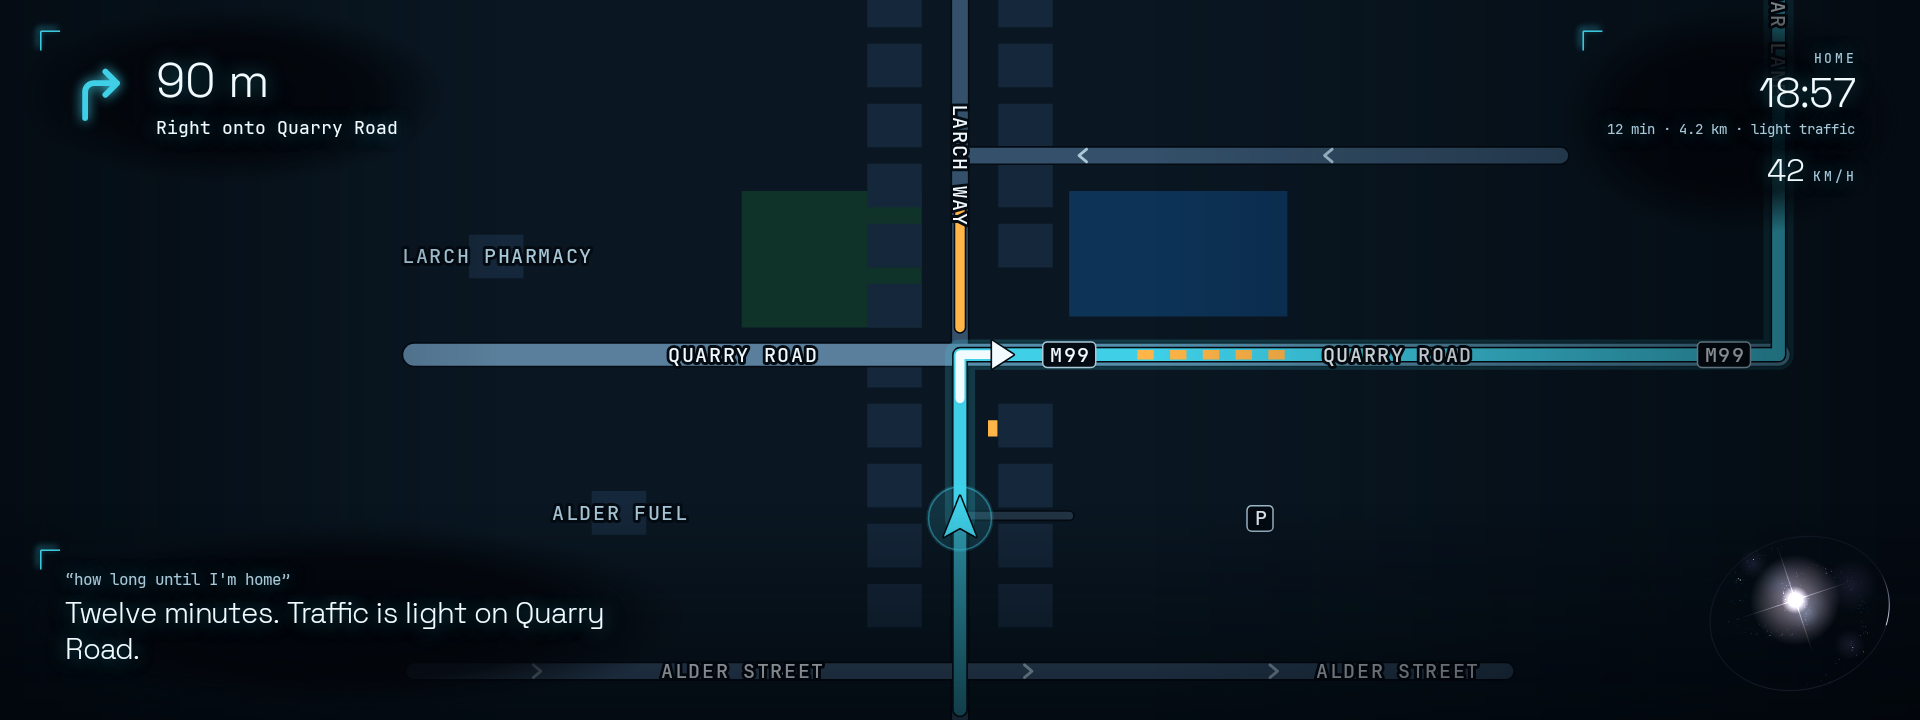 90 m
Right onto Quarry Road
HOME
18:57
12 min · 4.2 km · light traffic
42 KM/H
LARCH WAY
LARCH PHARMACY
QUARRY ROAD
M99
QUARRY ROAD
M99
ALDER FUEL
P
“how long until I'm home”
Twelve minutes. Traffic is light on Quarry
Road.
ALDER STREET
ALDER STREET